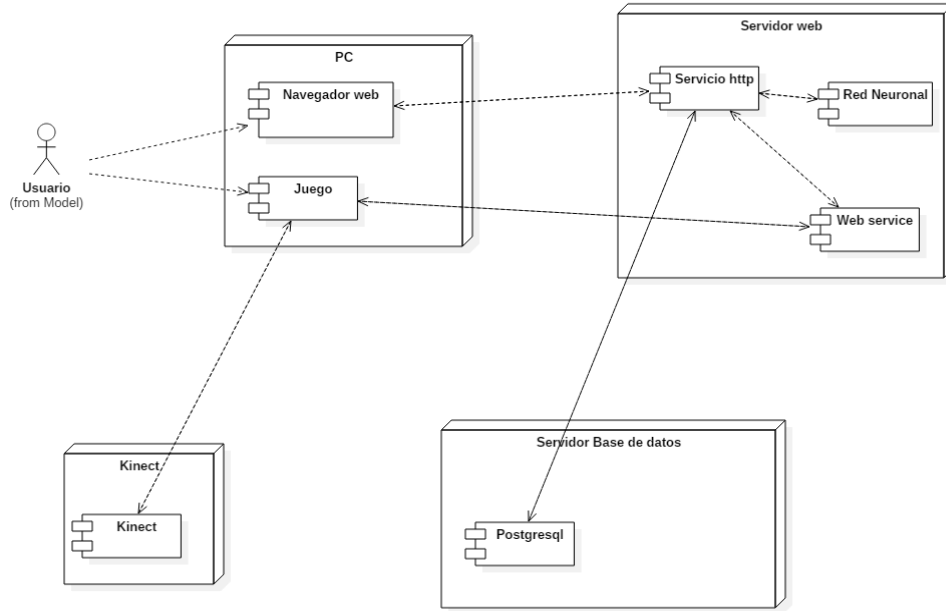 Servidor web
PC
Servicio http
Navegador web
Red Neuronal
Usuario
(from Model)
Juego
Web service
Servidor Base de datos
Kinect
Kinect
Postgresql